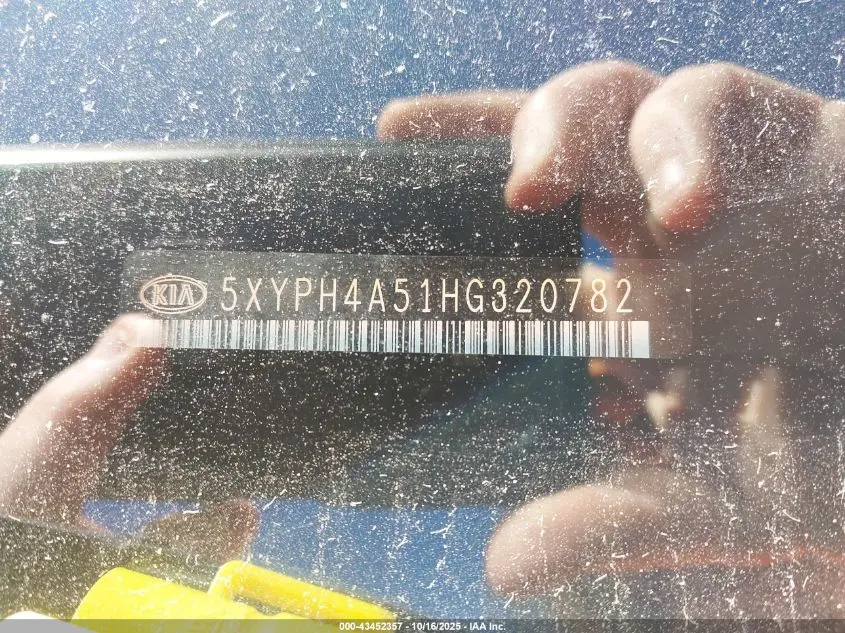 KIA 5XYPH4A51HG320782
000-43452357 - 10/16/2025 - IAA Inc.